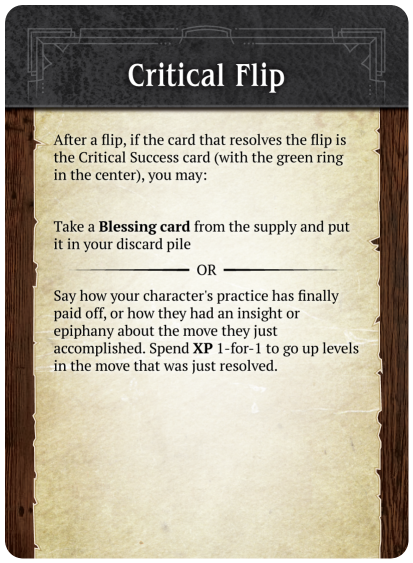 Critical Flip
After a flip, if the card that resolves the flip is
the Critical Success card (with the green ring
in the center), you may:
Take a Blessing card from the supply and put
it in your discard pile
OR
Say how your character's practice has finally
paid off, or how they had an insight or
epiphany about the move they just
accomplished. Spend XP 1-for-1 to go up levels
in the move that was just resolved.